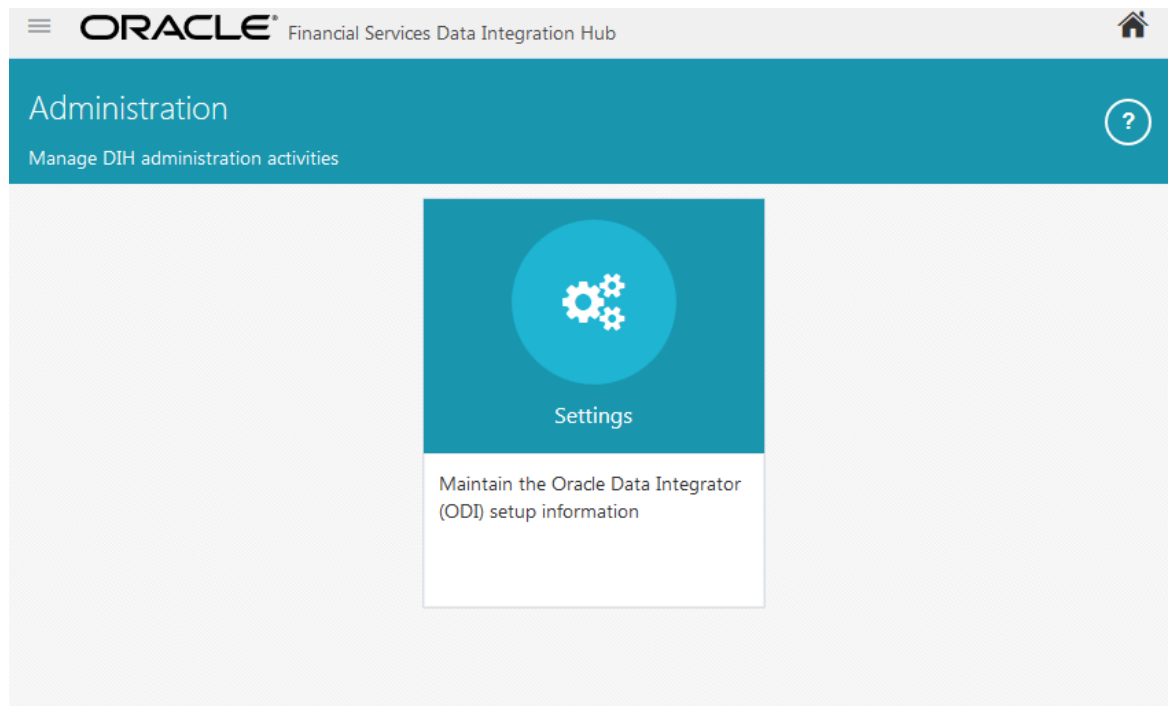 ORACLE® Financial Services Data Integration Hub
Administration
?
Manage DIH administration activities
Settings
Maintain the Oracle Data Integrator
(ODI) setup information